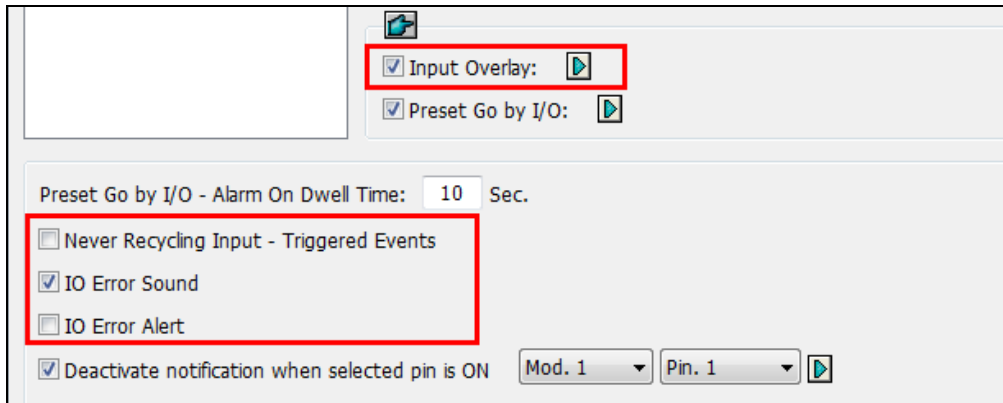 Input Overlay:
Preset Go by I/O:
Preset Go by I/O - Alarm On Dwell Time: 10 Sec.
Never Recycling Input - Triggered Events
IO Error Sound
IO Error Alert
Deactivate notification when selected pin is ON Mod. 1 Pin. 1